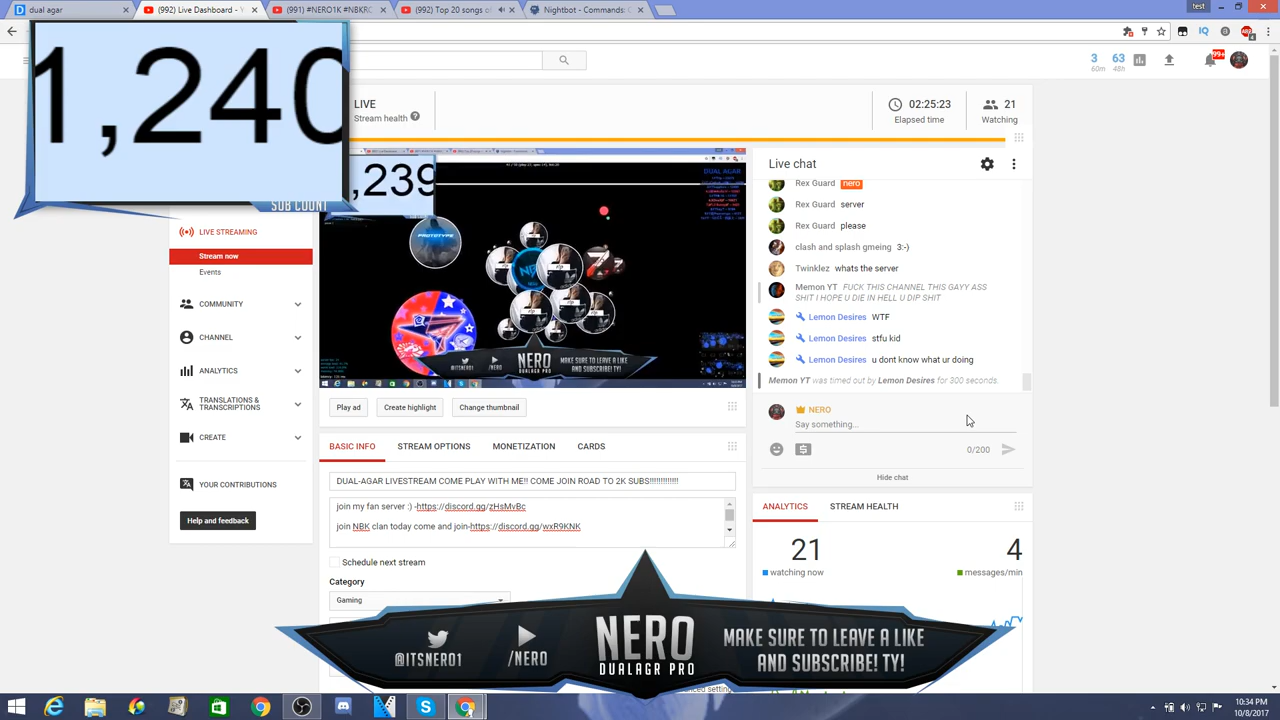 dual agar
(992) Live Dashboard - Y
(991) #NERO1K #NBKRO
(992) Top 20 songs o
Nightbot - Commands: C
test
1,240
SUB COUNT
3
60m
63
48h
99+
LIVE
Stream health
02:25:23
Elapsed time
21
Watching
,239
DUAL AGAR
PROTOTYPE
@ITSNERO1
/NERO
NERO
DUALAGR PRO
MAKE SURE TO LEAVE A LIKE
AND SUBSCRIBE! TY!
LIVE STREAMING
Stream now
Events
COMMUNITY
CHANNEL
ANALYTICS
TRANSLATIONS &
TRANSCRIPTIONS
CREATE
YOUR CONTRIBUTIONS
Help and feedback
Live chat
Rex Guard nero
Rex Guard server
Rex Guard please
clash and splash gmeing 3:-)
Twinklez whats the server
Memon YT FUCK THIS CHANNEL THIS GAYY ASS
SHIT I HOPE U DIE IN HELL U DIP SHIT
Lemon Desires WTF
Lemon Desires stfu kid
Lemon Desires u dont know what ur doing
Memon YT was timed out by Lemon Desires for 300 seconds.
NERO
Say something...
0/200
Hide chat
Play ad
Create highlight
Change thumbnail
BASIC INFO
STREAM OPTIONS
MONETIZATION
CARDS
DUAL-AGAR LIVESTREAM COME PLAY WITH ME!! COME JOIN ROAD TO 2K SUBS!!!!!!!!!!!!!
join my fan server :) -https://discord.gg/zHsMvBc
join NBK clan today come and join-https://discord.gg/wxR9KNK
Schedule next stream
Category
Gaming
ANALYTICS
STREAM HEALTH
21
watching now
4
messages/min
@ITSNERO1
/NERO
NERO
DUALAGR PRO
MAKE SURE TO LEAVE A LIKE
AND SUBSCRIBE! TY!
10:34 PM
10/8/2017